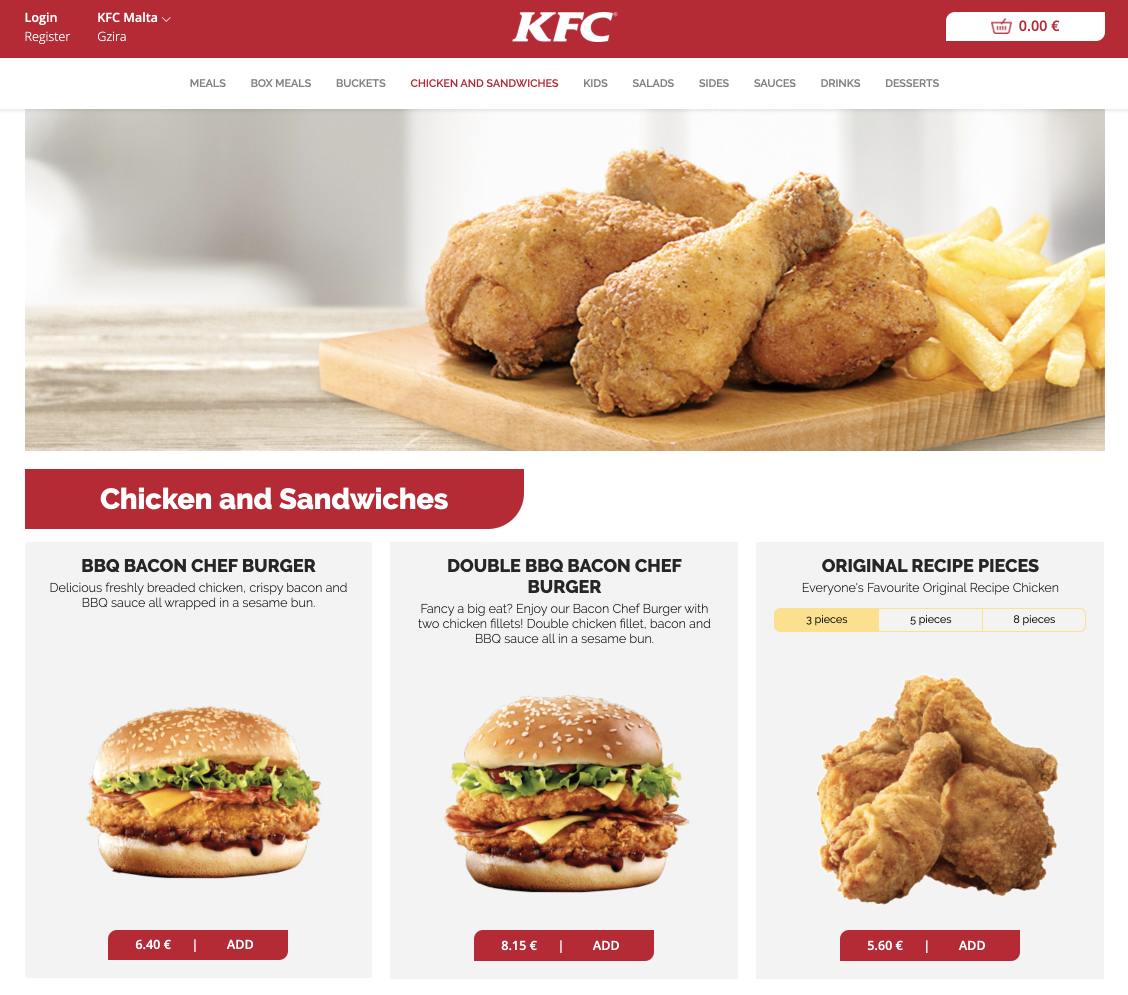 Login
KFC Malta
Register
Gzira
KFC
0.00 €
MEALS
BOX MEALS
BUCKETS
CHICKEN AND SANDWICHES
KIDS
SALADS
SIDES
SAUCES
DRINKS
DESSERTS
Chicken and Sandwiches
BBQ BACON CHEF BURGER
Delicious freshly breaded chicken, crispy bacon and
BBQ sauce all wrapped in a sesame bun.
6.40 € | ADD
DOUBLE BBQ BACON CHEF
BURGER
Fancy a big eat? Enjoy our Bacon Chef Burger with
two chicken fillets! Double chicken fillet, bacon and
BBQ sauce all in a sesame bun.
8.15 € | ADD
ORIGINAL RECIPE PIECES
Everyone's Favourite Original Recipe Chicken
3 pieces
5 pieces
8 pieces
5.60 € | ADD